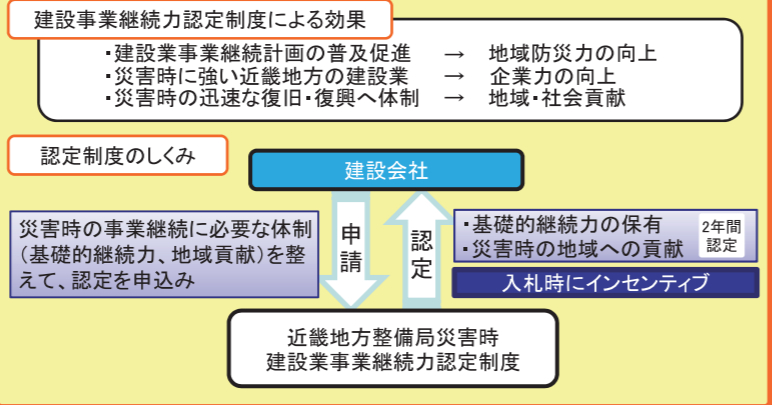 建設事業継続力認定制度による効果
・建設業事業継続計画の普及促進 → 地域防災力の向上
・災害時に強い近畿地方の建設業 → 企業力の向上
・災害時の迅速な復旧・復興へ体制 → 地域・社会貢献
認定制度のしくみ
建設会社
災害時の事業継続に必要な体制
(基礎的継続力、地域貢献)を整
えて、認定を申込み
申請
認定
・基礎的継続力の保有
・災害時の地域への貢献
2年間
認定
入札時にインセンティブ
近畿地方整備局災害時
建設業事業継続力認定制度